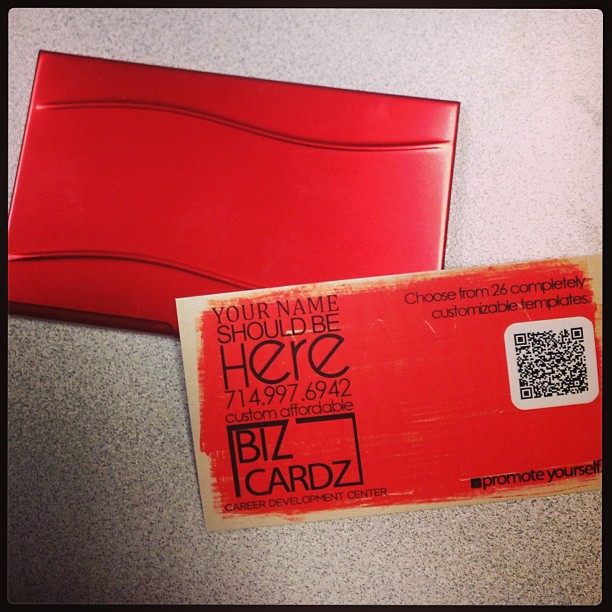 YOUR NAME
SHOULD BE
Here
714.997.6942
custom affordable
BIZ
CARDZ
CAREER DEVELOPMENT CENTER
Choose from 26 completely
customizable templates.
promote yourself.